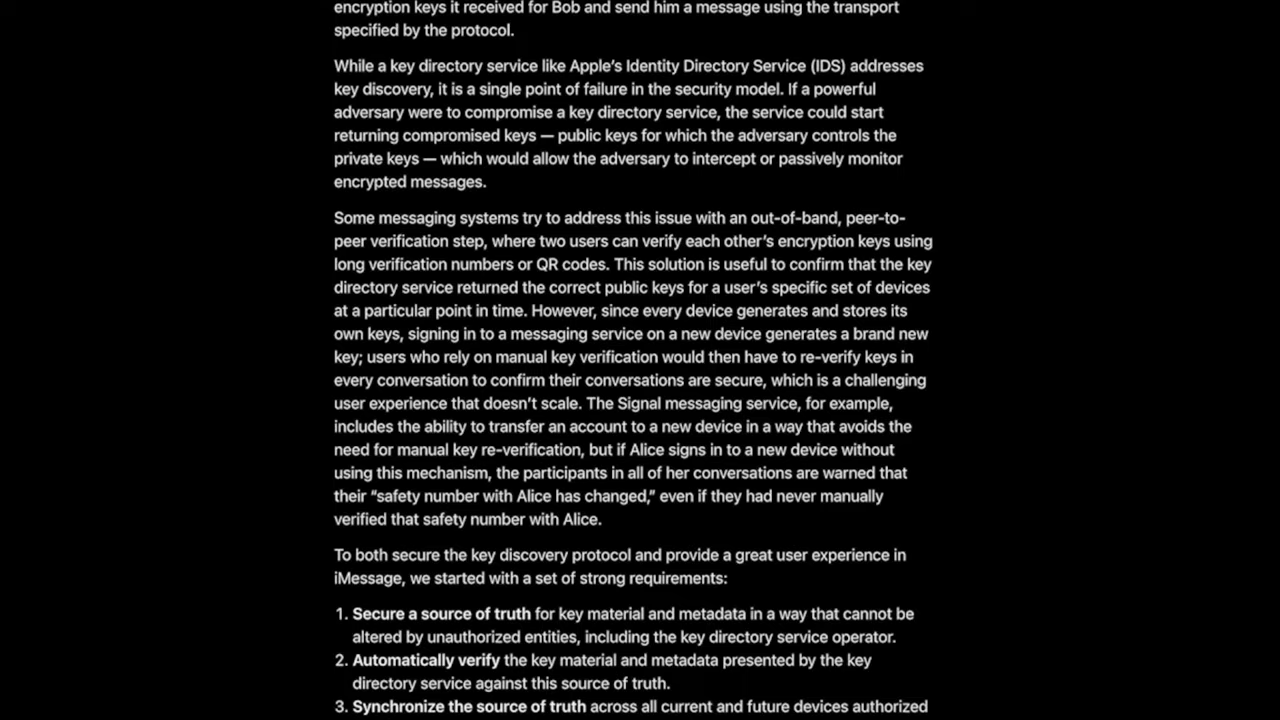 encryption keys it received for Bob and send him a message using the transport
specified by the protocol.
While a key directory service like Apple's Identity Directory Service (IDS) addresses
key discovery, it is a single point of failure in the security model. If a powerful
adversary were to compromise a key directory service, the service could start
returning compromised keys — public keys for which the adversary controls the
private keys — which would allow the adversary to intercept or passively monitor
encrypted messages.
Some messaging systems try to address this issue with an out-of-band, peer-to-
peer verification step, where two users can verify each other's encryption keys using
long verification numbers or QR codes. This solution is useful to confirm that the key
directory service returned the correct public keys for a user's specific set of devices
at a particular point in time. However, since every device generates and stores its
own keys, signing in to a messaging service on a new device generates a brand new
key; users who rely on manual key verification would then have to re-verify keys in
every conversation to confirm their conversations are secure, which is a challenging
user experience that doesn't scale. The Signal messaging service, for example,
includes the ability to transfer an account to a new device in a way that avoids the
need for manual key re-verification, but if Alice signs in to a new device without
using this mechanism, the participants in all of her conversations are warned that
their “safety number with Alice has changed,” even if they had never manually
verified that safety number with Alice.
To both secure the key discovery protocol and provide a great user experience in
iMessage, we started with a set of strong requirements:
1. Secure a source of truth for key material and metadata in a way that cannot be
altered by unauthorized entities, including the key directory service operator.
2. Automatically verify the key material and metadata presented by the key
directory service against this source of truth.
3. Synchronize the source of truth across all current and future devices authorized